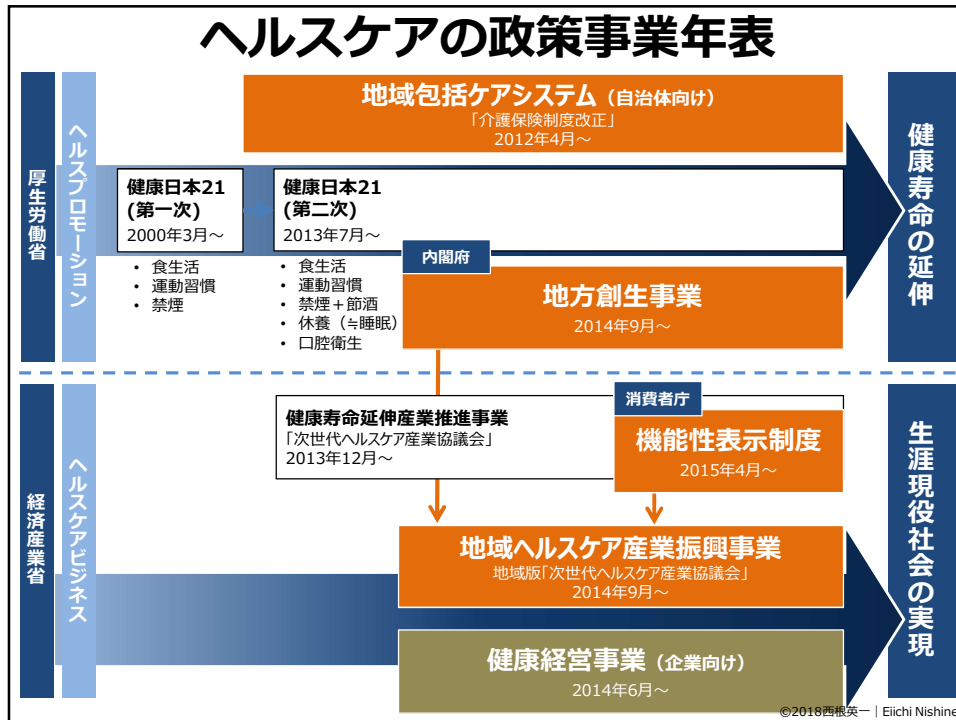 ヘルスケアの政策事業年表
厚生労働省
ヘルスプロモーション
地域包括ケアシステム（自治体向け）
「介護保険制度改正」
2012年4月～
健康日本21
(第一次)
2000年3月～
• 食生活
• 運動習慣
• 禁煙
健康日本21
(第二次)
2013年7月～
• 食生活
• 運動習慣
• 禁煙＋節酒
• 休養（≒睡眠）
• 口腔衛生
内閣府
地方創生事業
2014年9月～
健康寿命の延伸
経済産業省
ヘルスケアビジネス
健康寿命延伸産業推進事業
「次世代ヘルスケア産業協議会」
2013年12月～
消費者庁
機能性表示制度
2015年4月～
地域ヘルスケア産業振興事業
地域版「次世代ヘルスケア産業協議会」
2014年9月～
健康経営事業（企業向け）
2014年6月～
生涯現役社会の実現
©2018西根英一｜Eiichi Nishine